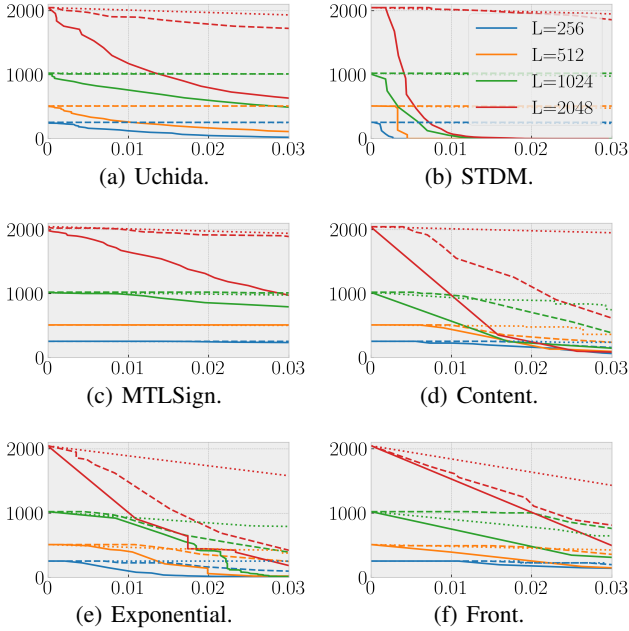 2000
1000
0
0 0.01 0.02 0.03
(a) Uchida.
L=256
L=512
L=1024
L=2048
2000
1000
0
0 0.01 0.02 0.03
(b) STDM.
2000
1000
0
0 0.01 0.02 0.03
(c) MTLSign.
2000
1000
0
0 0.01 0.02 0.03
(d) Content.
2000
1000
0
0 0.01 0.02 0.03
(e) Exponential.
2000
1000
0
0 0.01 0.02 0.03
(f) Front.